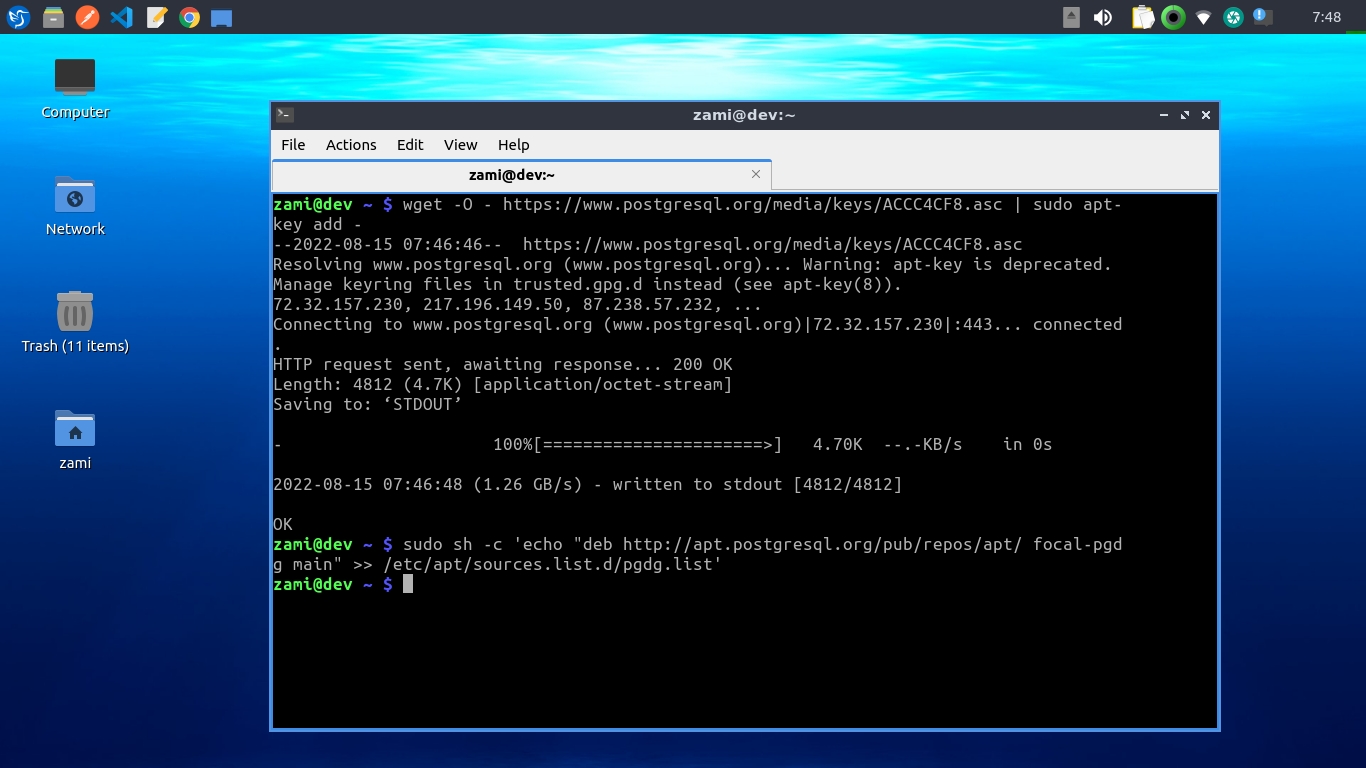 7:48
Computer
Network
Trash (11 items)
zami
zami@dev:~
File Actions Edit View Help
zami@dev:~
zami@dev ~ $ wget -O - https://www.postgresql.org/media/keys/ACCC4CF8.asc | sudo apt-
key add -
--2022-08-15 07:46:46--  https://www.postgresql.org/media/keys/ACCC4CF8.asc
Resolving www.postgresql.org (www.postgresql.org)... Warning: apt-key is deprecated.
Manage keyring files in trusted.gpg.d instead (see apt-key(8)).
72.32.157.230, 217.196.149.50, 87.238.57.232, ...
Connecting to www.postgresql.org (www.postgresql.org)|72.32.157.230|:443... connected
.
HTTP request sent, awaiting response... 200 OK
Length: 4812 (4.7K) [application/octet-stream]
Saving to: ‘STDOUT’
-                     100%[======================>]   4.70K  --.-KB/s    in 0s
2022-08-15 07:46:48 (1.26 GB/s) - written to stdout [4812/4812]
OK
zami@dev ~ $ sudo sh -c 'echo "deb http://apt.postgresql.org/pub/repos/apt/ focal-pgd
g main" >> /etc/apt/sources.list.d/pgdg.list'
zami@dev ~ $